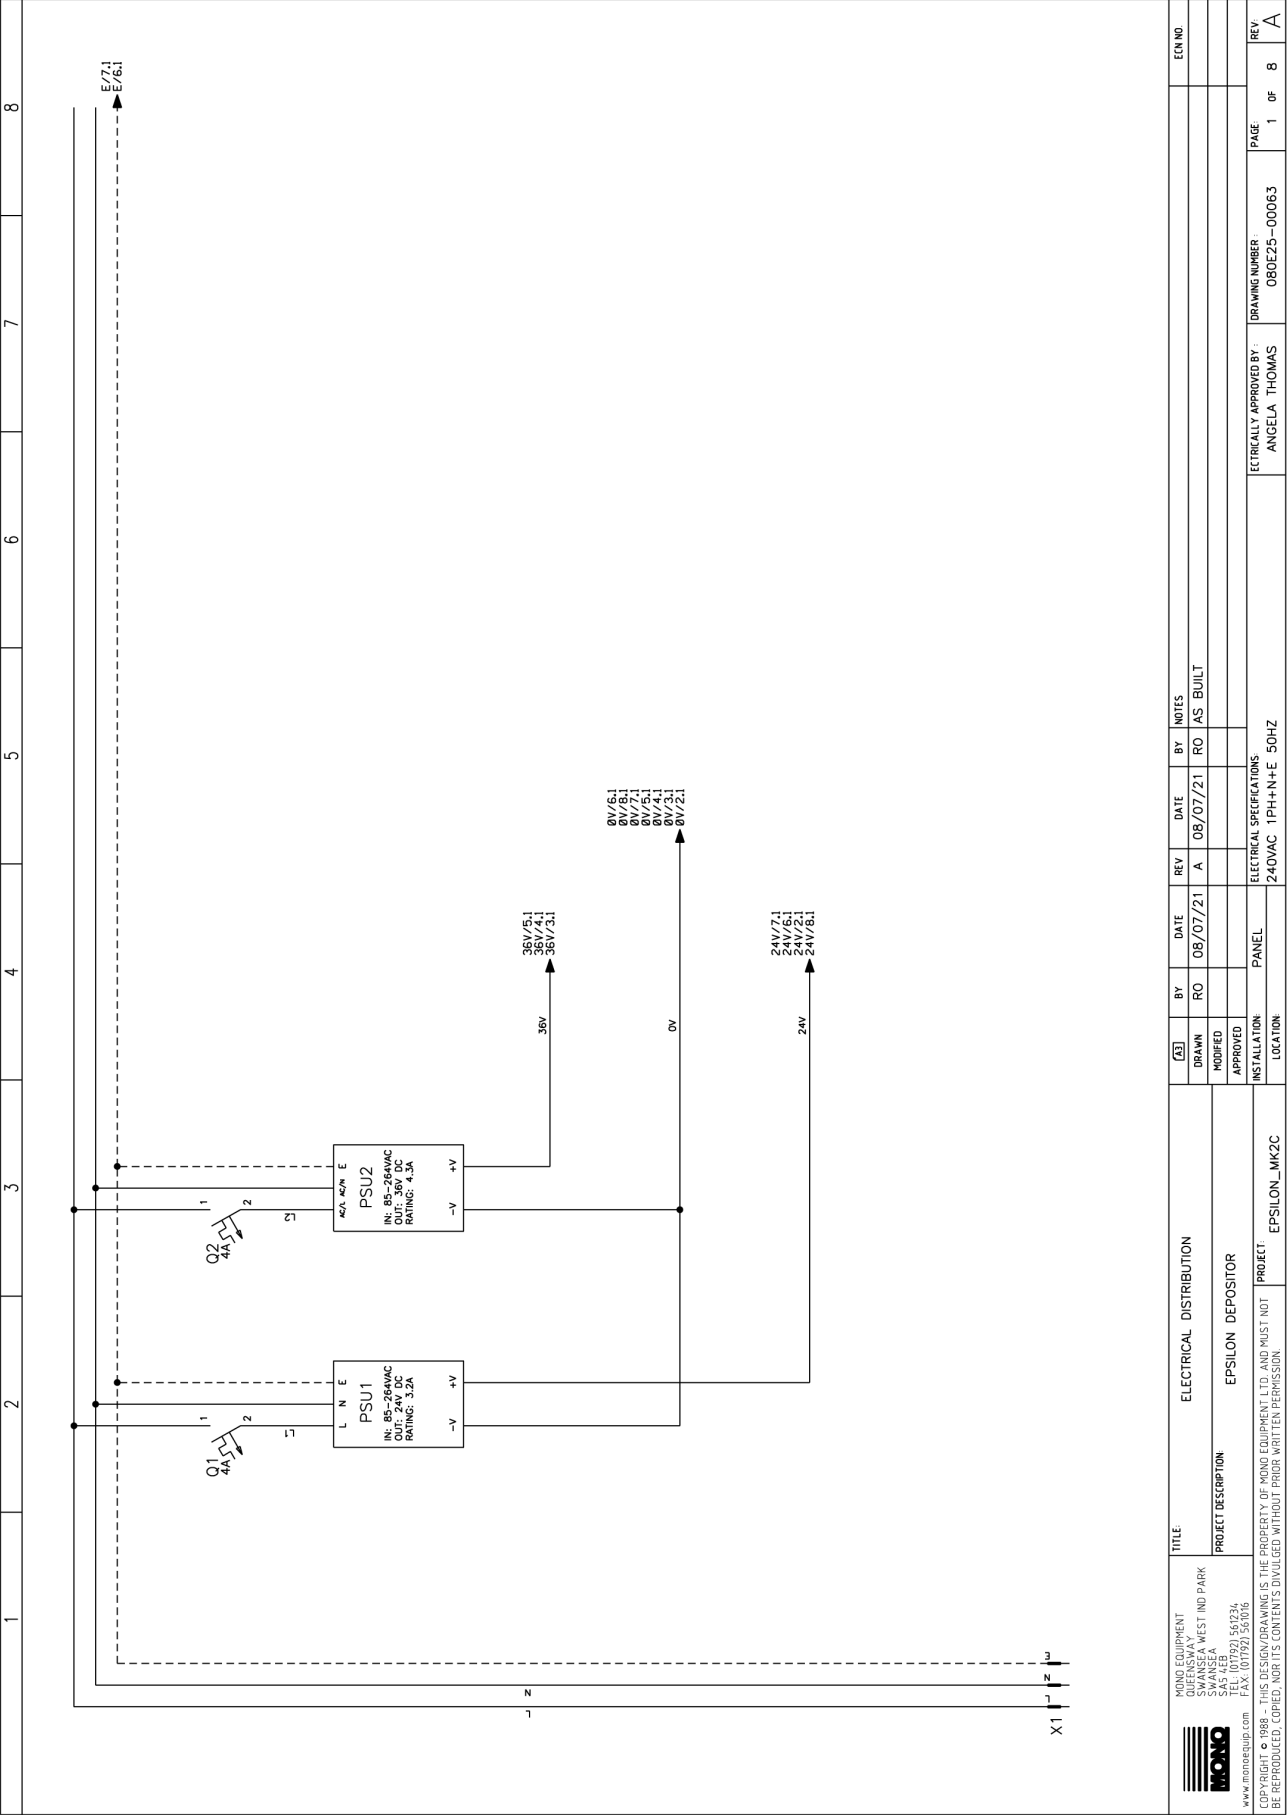 1
2
3
4
5
6
7
8
E/7.1
E/6.1
Q1
4A
1
2
L1
Q2
4A
1
2
L2
L N E
PSU1
IN: 85-264VAC
OUT: 24V DC
RATING: 3.2A
-V +V
AC/L AC/N E
PSU2
IN: 85-264VAC
OUT: 36V DC
RATING: 4.3A
-V +V
36V
36V/5.1
36V/4.1
36V/3.1
0V
0V/6.1
0V/8.1
0V/7.1
0V/5.1
0V/4.1
0V/3.1
0V/2.1
24V
24V/7.1
24V/6.1
24V/2.1
24V/8.1
N
L
X1
L N E
MONO
www.monoequip.com
MONO EQUIPMENT
QUEENSWAY
SWANSEA WEST IND PARK
SWANSEA
SA5 4EB
TEL: (01792) 561234
FAX: (01792) 561016
COPYRIGHT © 1988 - THIS DESIGN/DRAWING IS THE PROPERTY OF MONO EQUIPMENT LTD. AND MUST NOT
BE REPRODUCED, COPIED, NOR ITS CONTENTS DIVULGED WITHOUT PRIOR WRITTEN PERMISSION.
TITLE:
ELECTRICAL DISTRIBUTION
PROJECT DESCRIPTION:
EPSILON DEPOSITOR
PROJECT:
EPSILON_MK2C
A3 BY DATE REV DATE BY NOTES ECN NO.
DRAWN RO 08/07/21 A 08/07/21 RO AS BUILT
MODIFIED
APPROVED
INSTALLATION: PANEL
LOCATION:
ELECTRICAL SPECIFICATIONS:
240VAC 1PH+N+E 50HZ
ECTRICALLY APPROVED BY :
ANGELA THOMAS
DRAWING NUMBER :
080E25-00063
PAGE:
1 OF 8
REV:
A